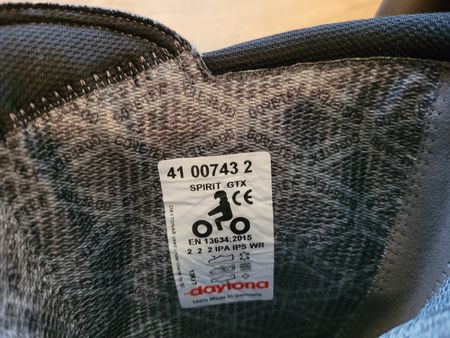 41 00743 2
SPIRIT GTX
CE
EN 13634:2015
2 2 2 IPA IPS WR
daytona
100% Made in Germany